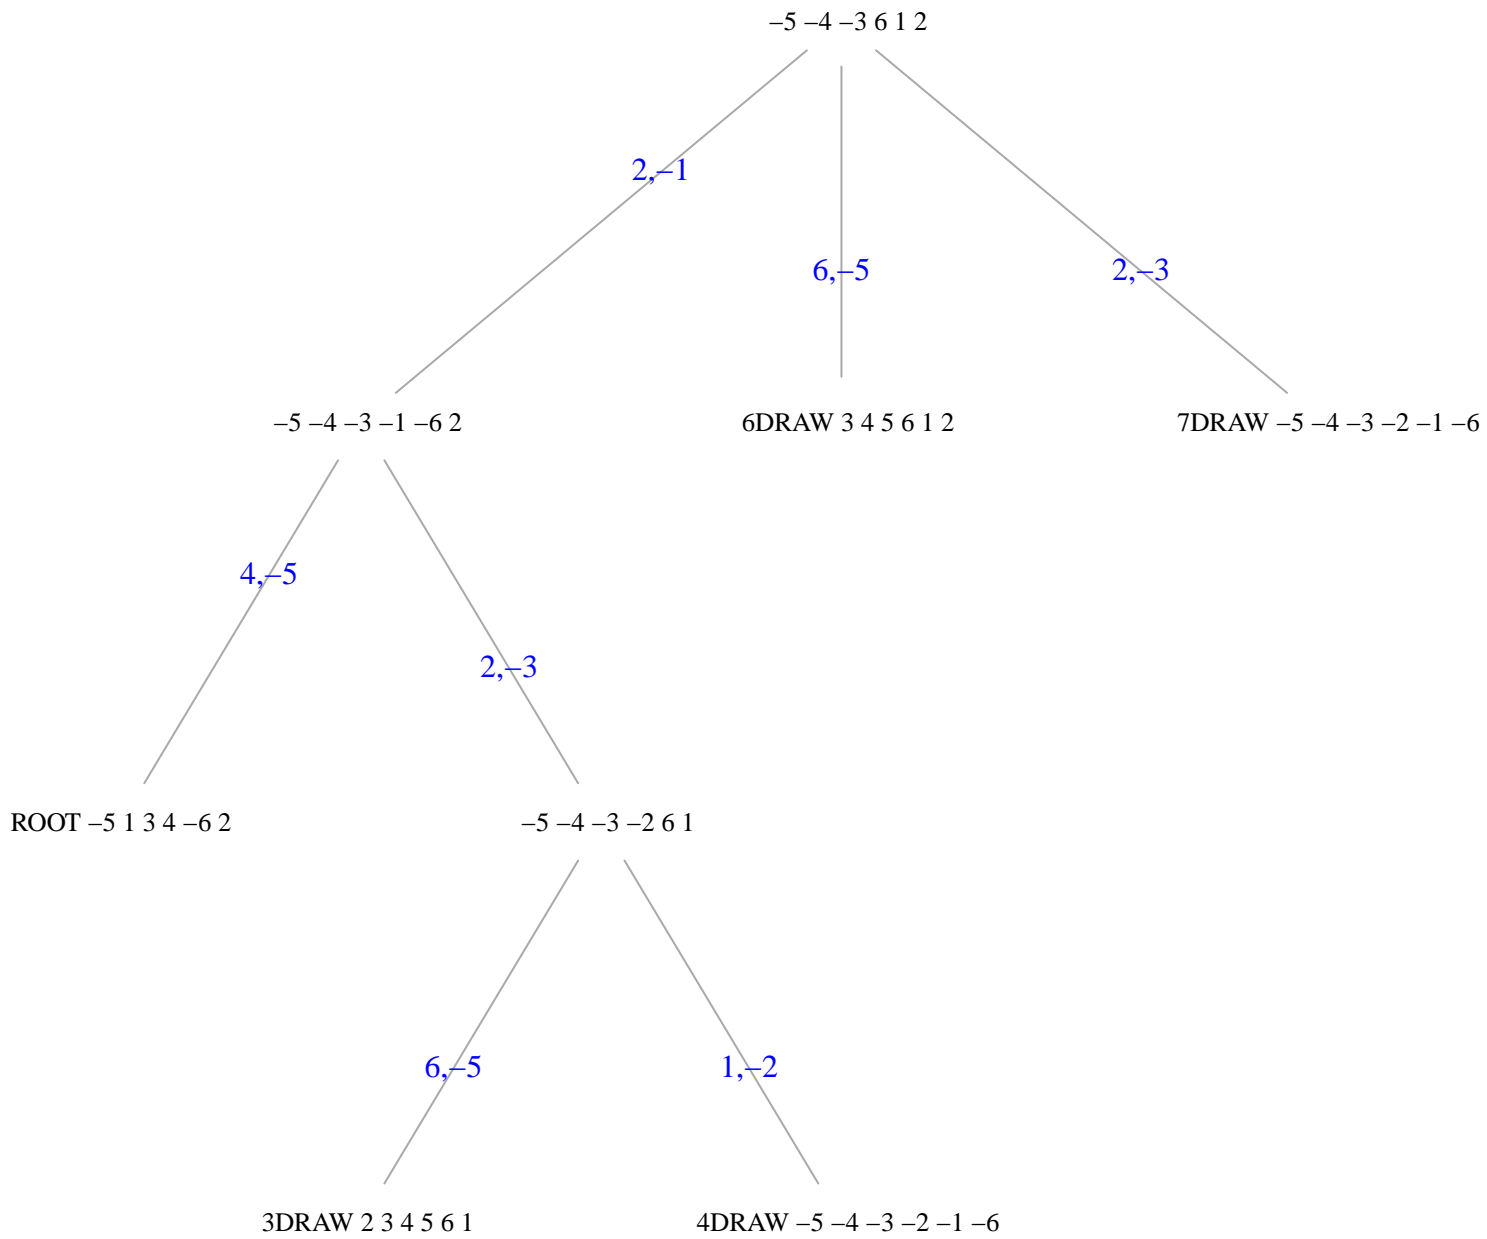 –5 –4 –3 6 1 2
2,–1
6,–5
2,–3
–5 –4 –3 –1 –6 2
6DRAW 3 4 5 6 1 2
7DRAW –5 –4 –3 –2 –1 –6
4,–5
2,–3
ROOT –5 1 3 4 –6 2
–5 –4 –3 –2 6 1
6,–5
1,–2
3DRAW 2 3 4 5 6 1
4DRAW –5 –4 –3 –2 –1 –6